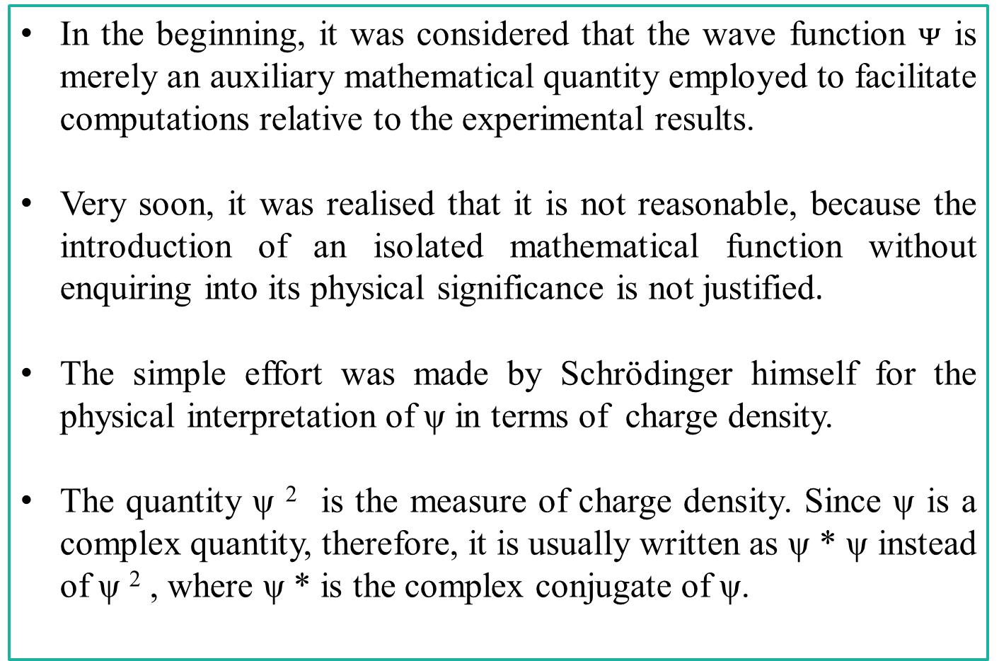 • In the beginning, it was considered that the wave function Ψ is
merely an auxiliary mathematical quantity employed to facilitate
computations relative to the experimental results.
• Very soon, it was realised that it is not reasonable, because the
introduction of an isolated mathematical function without
enquiring into its physical significance is not justified.
• The simple effort was made by Schrödinger himself for the
physical interpretation of ψ in terms of charge density.
• The quantity ψ ² is the measure of charge density. Since ψ is a
complex quantity, therefore, it is usually written as ψ * ψ instead
of ψ ² , where ψ * is the complex conjugate of ψ.